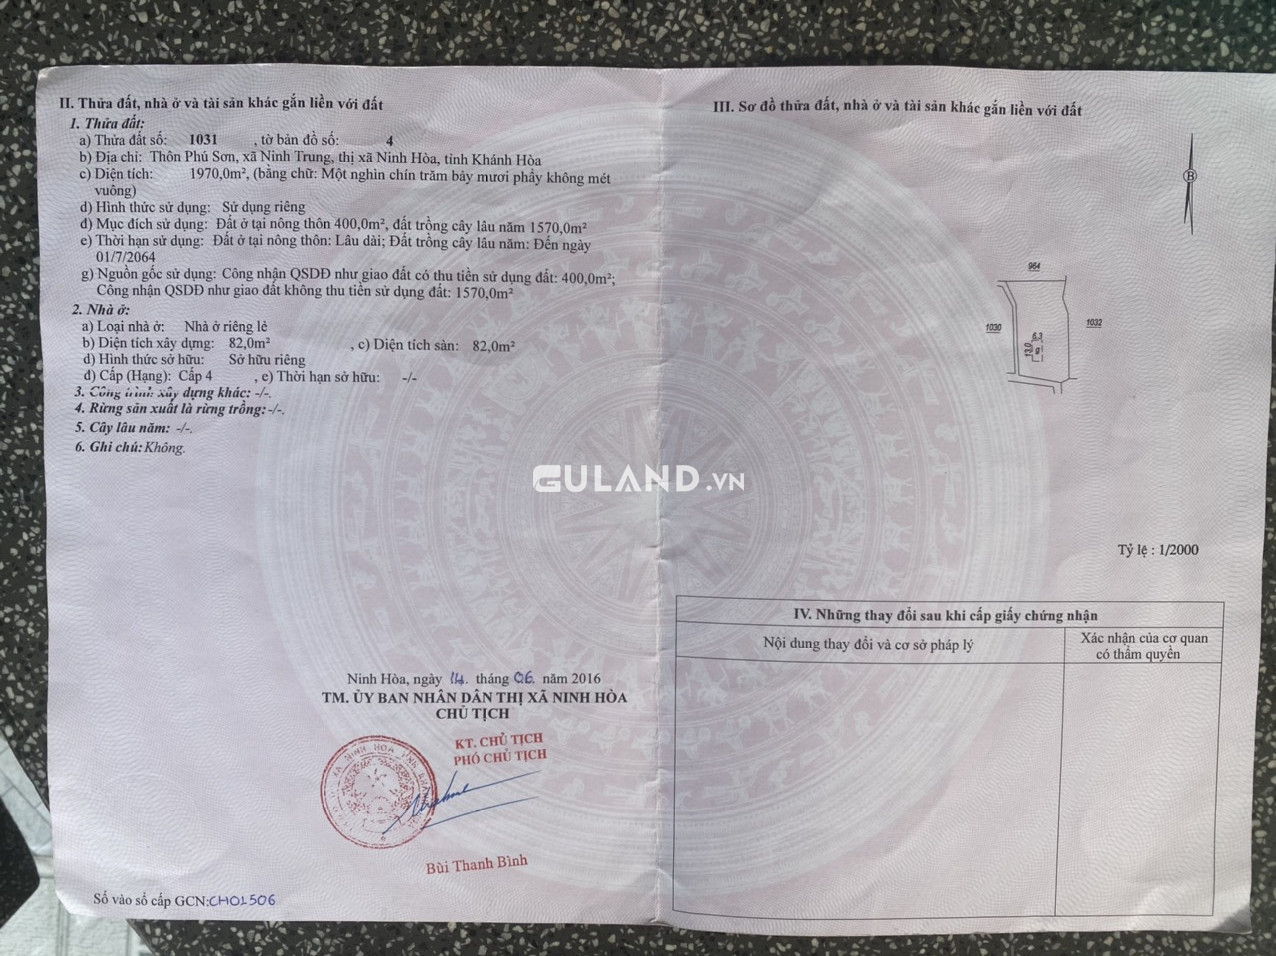 II. Thửa đất, nhà ở và tài sản khác gắn liền với đất
1. Thửa đất:
a) Thửa đất số: 1031 , tờ bản đồ số: 4
b) Địa chỉ: Thôn Phú Sơn, xã Ninh Trung, thị xã Ninh Hòa, tỉnh Khánh Hòa
c) Diện tích: 1970,0m², (bằng chữ: Một nghìn chín trăm bảy mươi phẩy không mét
vuông)
d) Hình thức sử dụng: Sử dụng riêng
đ) Mục đích sử dụng: Đất ở tại nông thôn 400,0m², đất trồng cây lâu năm 1570,0m²
e) Thời hạn sử dụng: Đất ở tại nông thôn: Lâu dài; Đất trồng cây lâu năm: Đến ngày
01/7/2064
g) Nguồn gốc sử dụng: Công nhận QSDĐ như giao đất có thu tiền sử dụng đất: 400,0m²;
Công nhận QSDĐ như giao đất không thu tiền sử dụng đất: 1570,0m²
2. Nhà ở:
a) Loại nhà ở: Nhà ở riêng lẻ
b) Diện tích xây dựng: 82,0m² , c) Diện tích sàn: 82,0m²
d) Hình thức sở hữu: Sở hữu riêng
đ) Cấp (Hạng): Cấp 4 , e) Thời hạn sở hữu: -/-
3. Công trình xây dựng khác: -/-.
4. Rừng sản xuất là rừng trồng:-/-.
5. Cây lâu năm: -/-.
6. Ghi chú: Không.
Ninh Hòa, ngày 14. tháng 06. năm 2016
TM. ỦY BAN NHÂN DÂN THỊ XÃ NINH HÒA
CHỦ TỊCH
KT. CHỦ TỊCH
PHÓ CHỦ TỊCH
Bùi Thanh Bình
Số vào sổ cấp GCN:CH01506
III. Sơ đồ thửa đất, nhà ở và tài sản khác gắn liền với đất
B
964
1030
1032
6.3
13.0
Tỷ lệ : 1/2000
IV. Những thay đổi sau khi cấp giấy chứng nhận
Nội dung thay đổi và cơ sở pháp lý
Xác nhận của cơ quan
có thẩm quyền
GULAND.VN